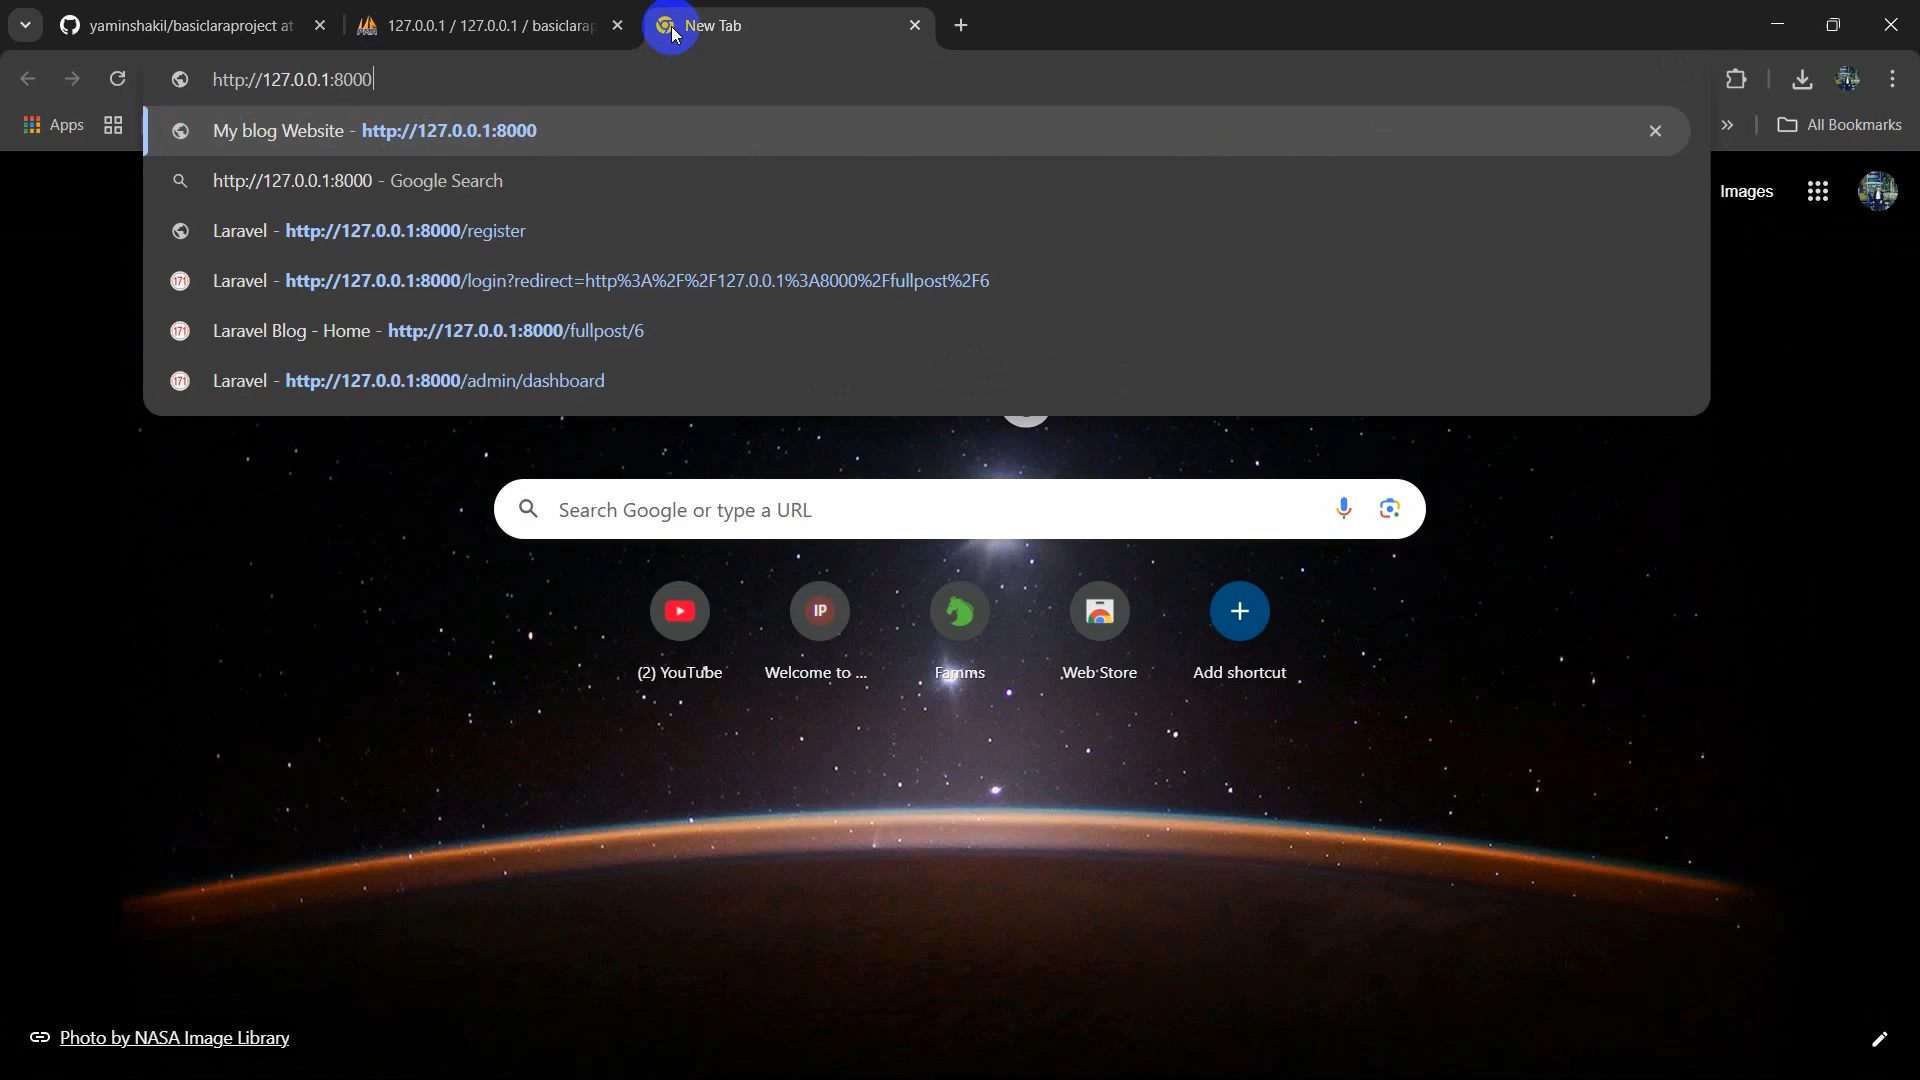 yaminshakil/basiclaraproject at
127.0.0.1 / 127.0.0.1 / basiclarap
New Tab
http://127.0.0.1:8000
Apps
All Bookmarks
My blog Website - http://127.0.0.1:8000
http://127.0.0.1:8000 - Google Search
Images
Laravel - http://127.0.0.1:8000/register
171 Laravel - http://127.0.0.1:8000/login?redirect=http%3A%2F%2F127.0.0.1%3A8000%2Ffullpost%2F6
171 Laravel Blog - Home - http://127.0.0.1:8000/fullpost/6
171 Laravel - http://127.0.0.1:8000/admin/dashboard
Search Google or type a URL
IP
(2) YouTube
Welcome to ...
Famms
Web Store
Add shortcut
Photo by NASA Image Library